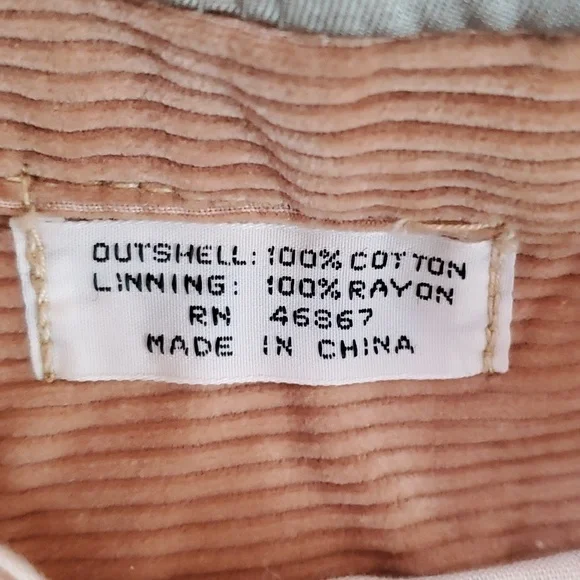 OUTSHELL: 100% COTTON
LINNING: 100% RAYON
RN 46867
MADE IN CHINA